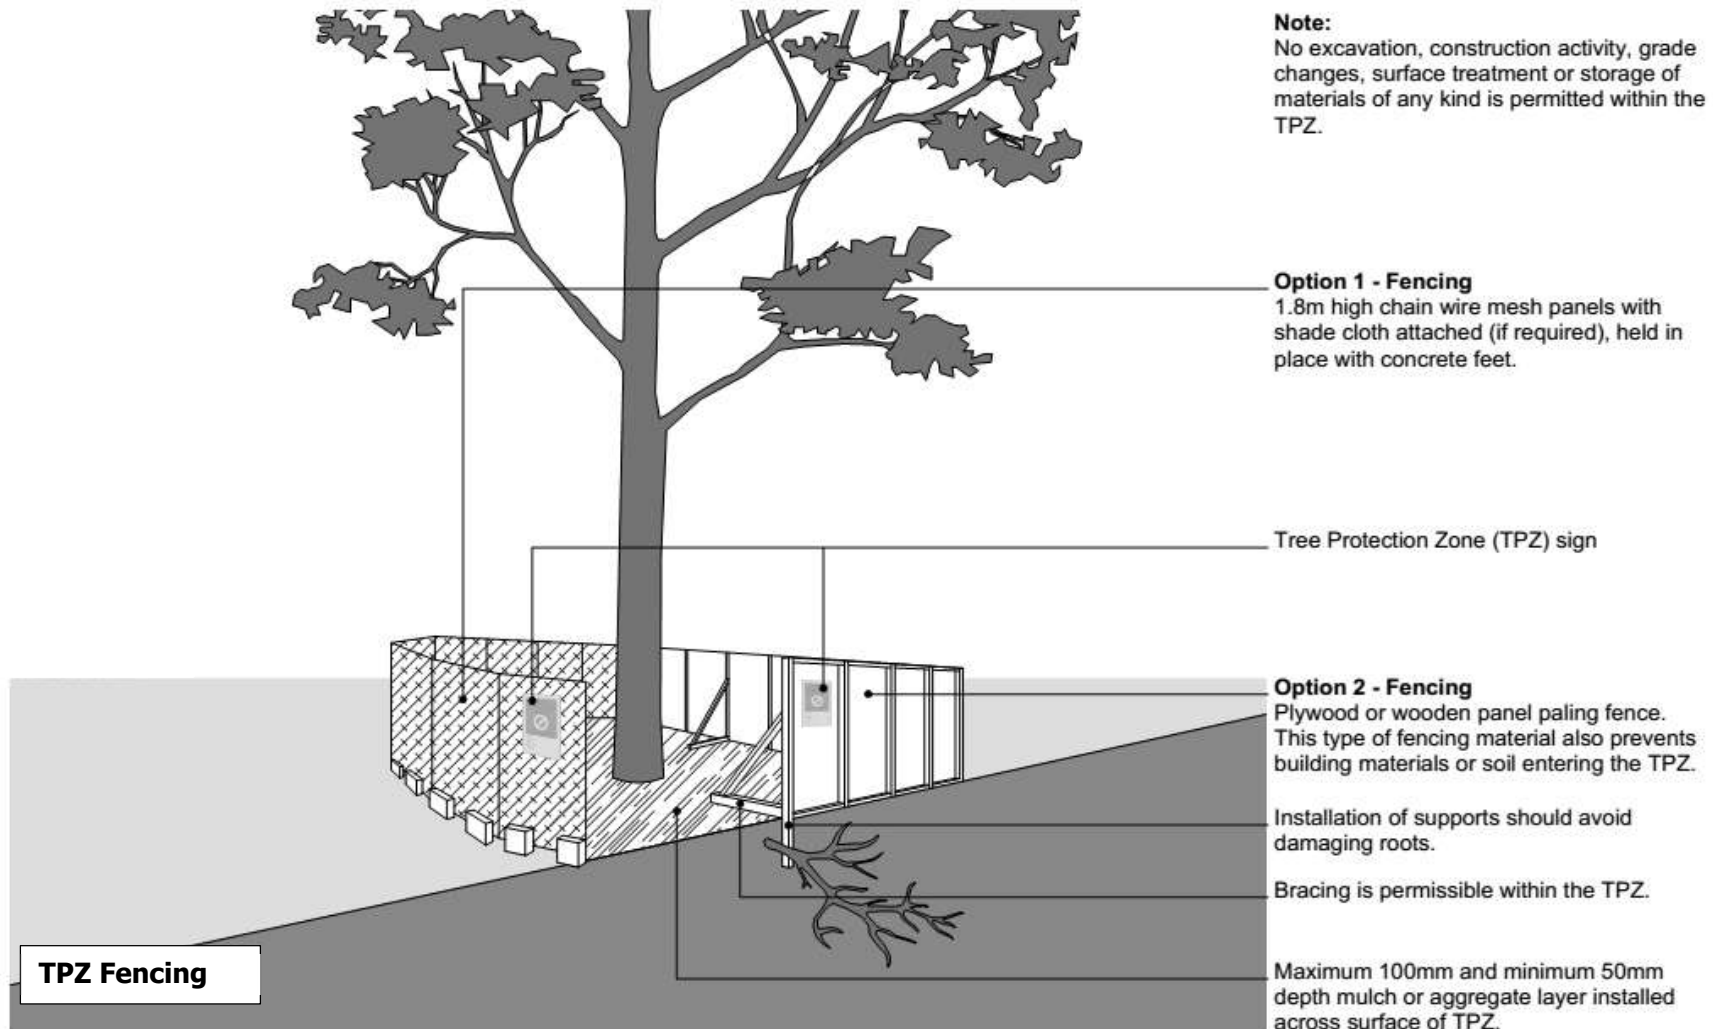 Note:
No excavation, construction activity, grade
changes, surface treatment or storage of
materials of any kind is permitted within the
TPZ.
Option 1 - Fencing
1.8m high chain wire mesh panels with
shade cloth attached (if required), held in
place with concrete feet.
Tree Protection Zone (TPZ) sign
Option 2 - Fencing
Plywood or wooden panel paling fence.
This type of fencing material also prevents
building materials or soil entering the TPZ.
Installation of supports should avoid
damaging roots.
Bracing is permissible within the TPZ.
Maximum 100mm and minimum 50mm
depth mulch or aggregate layer installed
across surface of TPZ.
TPZ Fencing